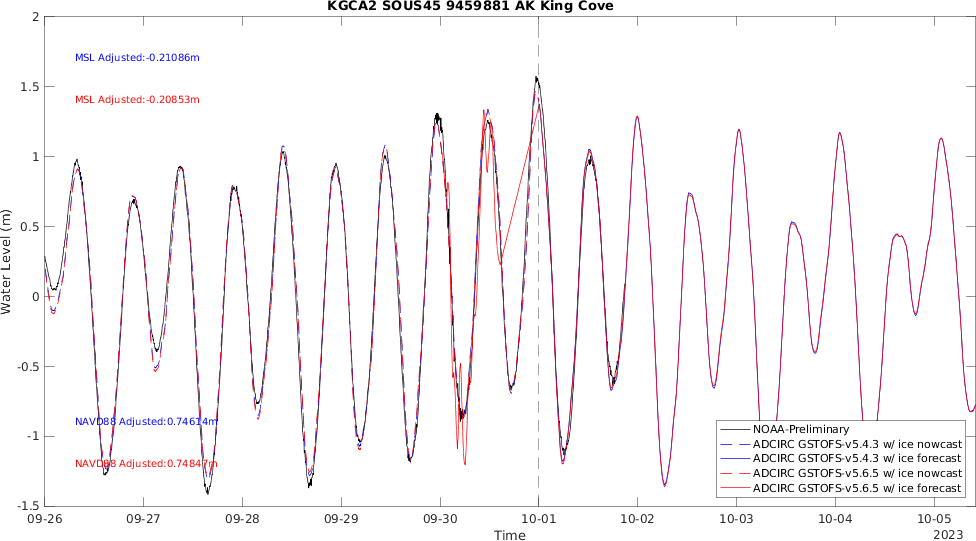 KGCA2 SOUS45 9459881 AK King Cove
2
1.5
1
0.5
0
-0.5
-1
-1.5
Water Level (m)
MSL Adjusted:-0.21086m
MSL Adjusted:-0.20853m
NAVD88 Adjusted:0.74614m
NAVD88 Adjusted:0.74847m
NOAA-Preliminary
ADCIRC GSTOFS-v5.4.3 w/ ice nowcast
ADCIRC GSTOFS-v5.4.3 w/ ice forecast
ADCIRC GSTOFS-v5.6.5 w/ ice nowcast
ADCIRC GSTOFS-v5.6.5 w/ ice forecast
09-26 09-27 09-28 09-29 09-30 10-01 10-02 10-03 10-04 10-05
Time
2023